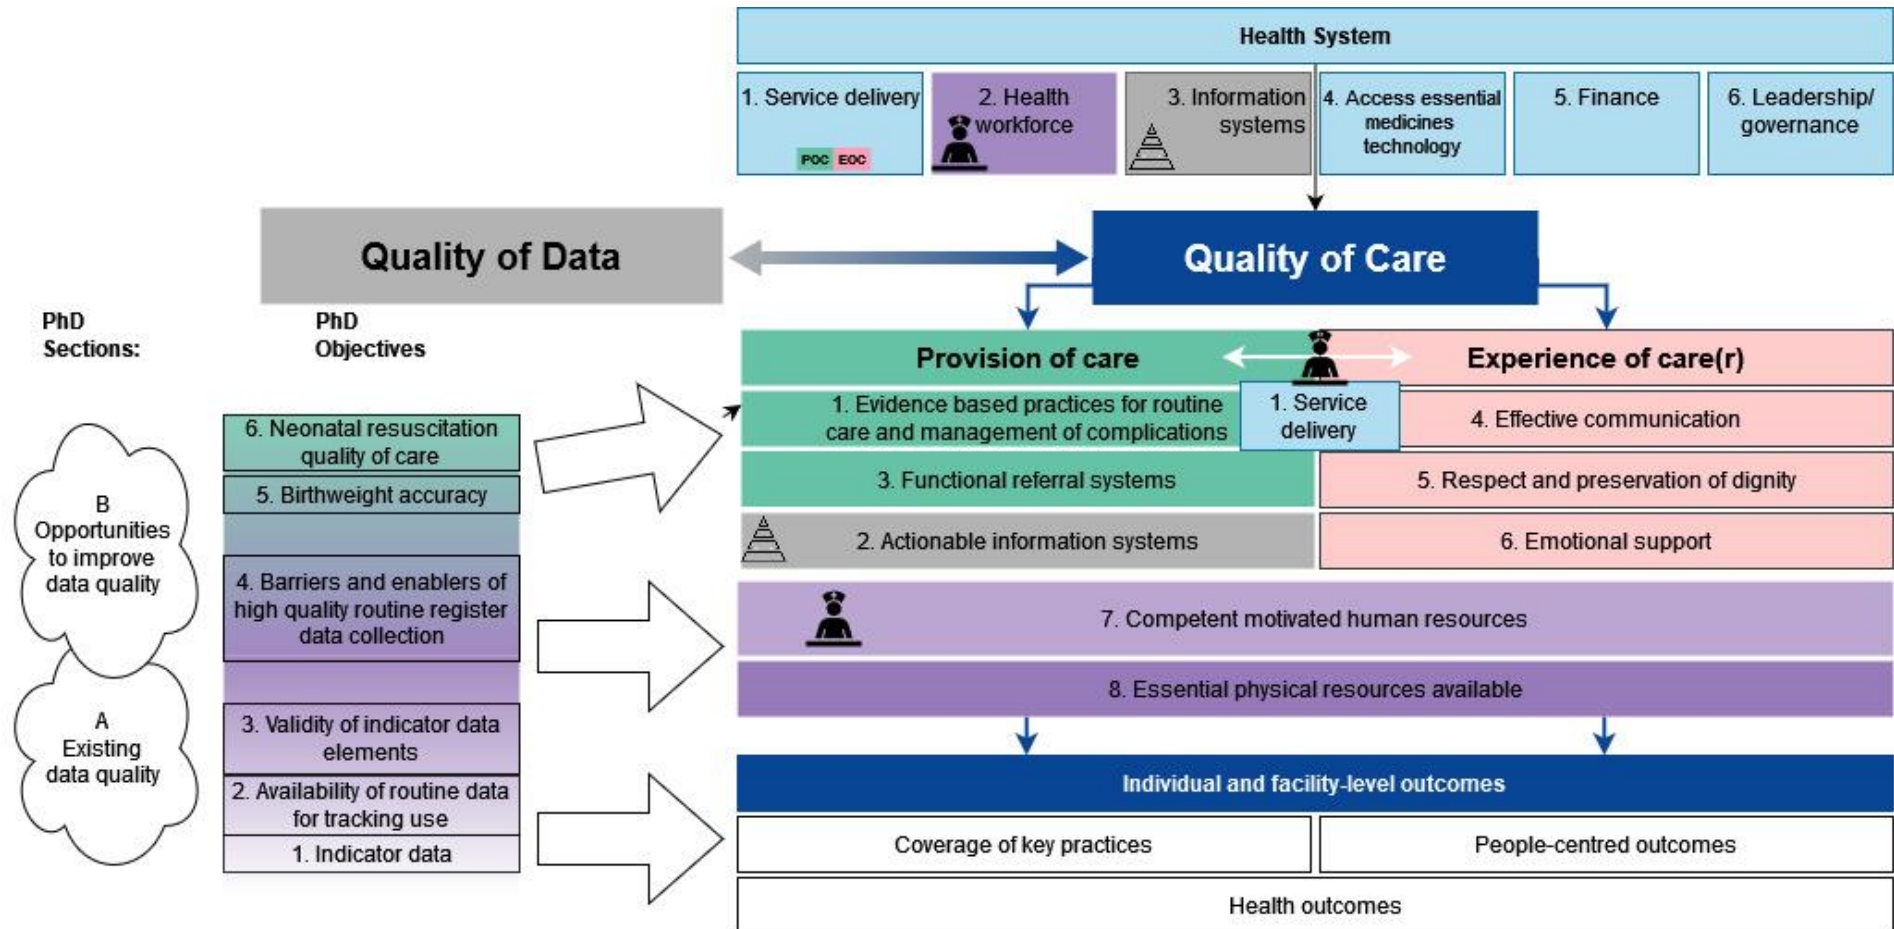 Health System
1. Service delivery
POC EOC
2. Health
workforce
3. Information
systems
4. Access essential
medicines
technology
5. Finance
6. Leadership/
governance
Quality of Data
Quality of Care
PhD
Sections:
PhD
Objectives
B
Opportunities
to improve
data quality
A
Existing
data quality
6. Neonatal resuscitation
quality of care
5. Birthweight accuracy
4. Barriers and enablers of
high quality routine register
data collection
3. Validity of indicator data
elements
2. Availability of routine data
for tracking use
1. Indicator data
Provision of care
Experience of care(r)
1. Evidence based practices for routine
care and management of complications
1. Service
delivery
4. Effective communication
3. Functional referral systems
5. Respect and preservation of dignity
2. Actionable information systems
6. Emotional support
7. Competent motivated human resources
8. Essential physical resources available
Individual and facility-level outcomes
Coverage of key practices
People-centred outcomes
Health outcomes